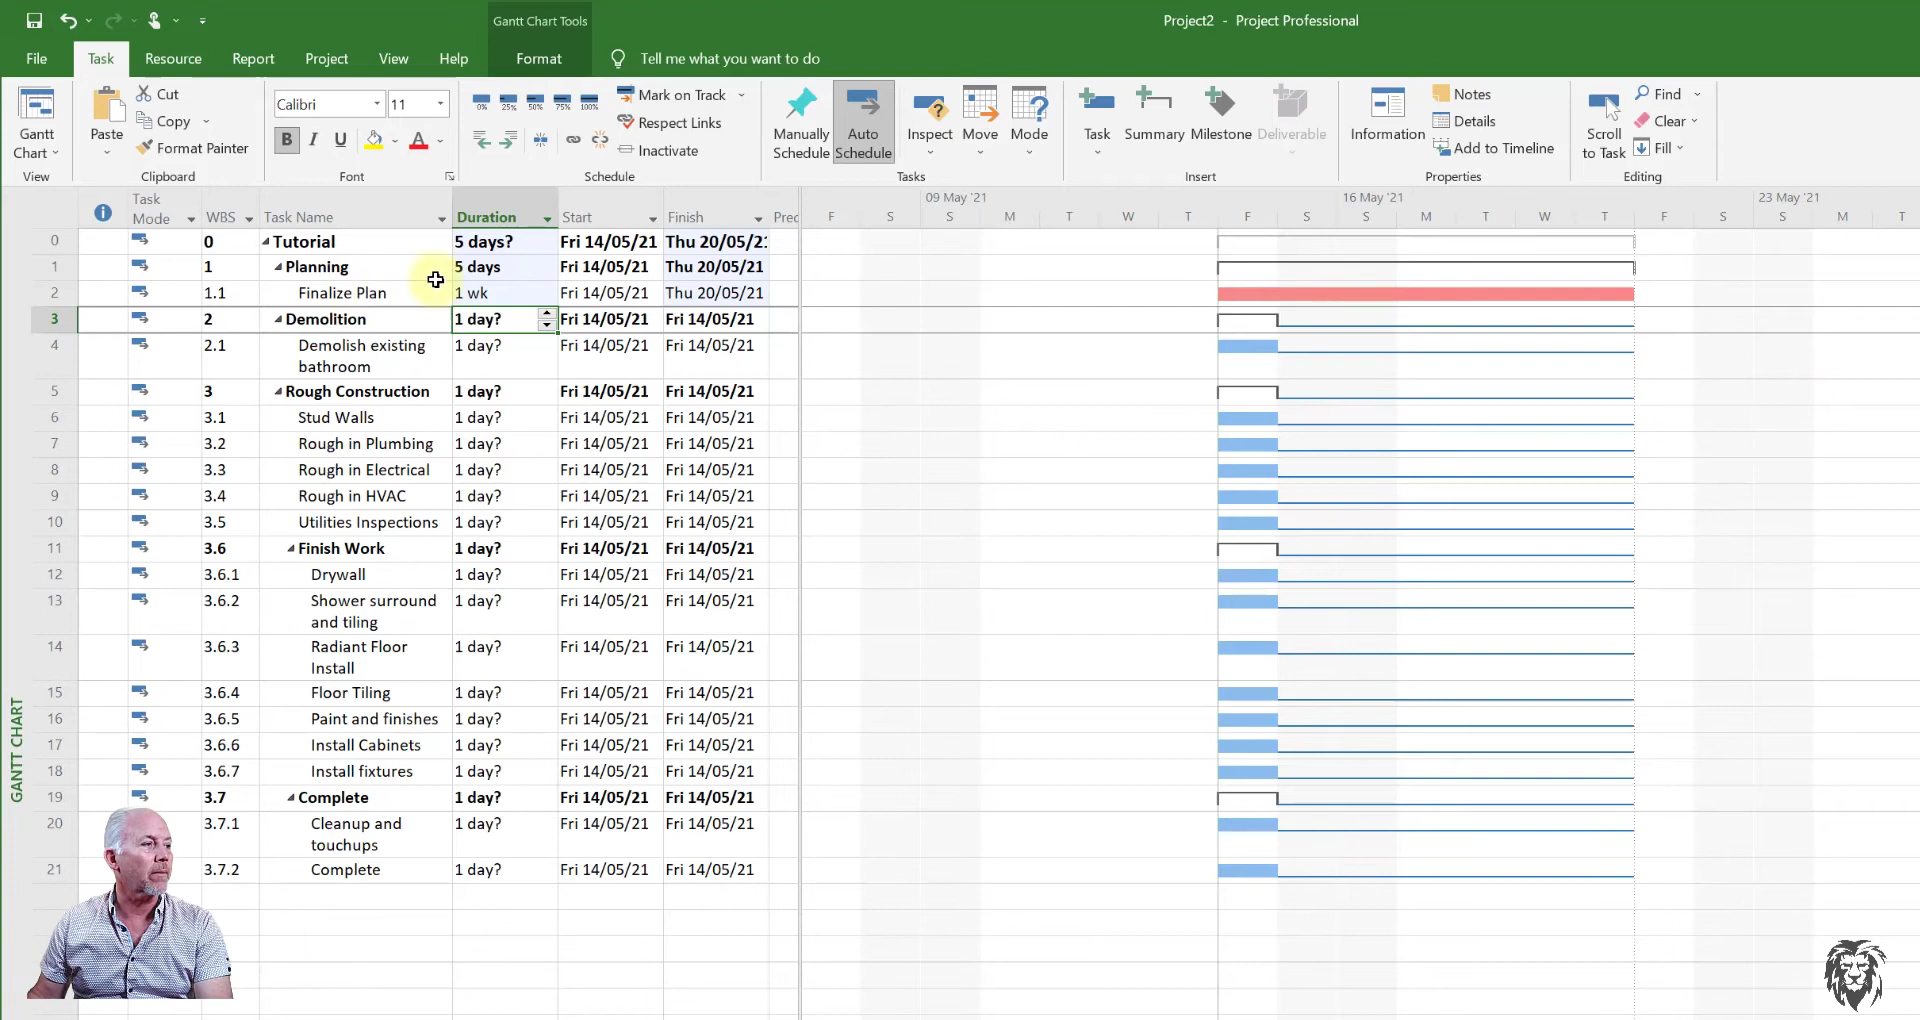 Gantt Chart Tools
Project2 - Project Professional
File Task Resource Report Project View Help Format Tell me what you want to do
Gantt
Chart
View
Paste
Cut
Copy
Format Painter
Clipboard
Calibri 11
B I U A
Font
0% 25% 50% 75% 100%
Mark on Track
Respect Links
Inactivate
Schedule
Manually
Schedule
Auto
Schedule
Inspect
Move
Mode
Tasks
Task
Summary
Milestone
Deliverable
Insert
Information
Notes
Details
Add to Timeline
Properties
Scroll
to Task
Find
Clear
Fill
Editing
Task
Mode WBS Task Name Duration Start Finish Prec
09 May '21 16 May '21 23 May '21
F S S M T W T F S S M T W T F S S M T
0 0 Tutorial 5 days? Fri 14/05/21 Thu 20/05/21
1 1 Planning 5 days Fri 14/05/21 Thu 20/05/21
2 1.1 Finalize Plan 1 wk Fri 14/05/21 Thu 20/05/21
3 2 Demolition 1 day? Fri 14/05/21 Fri 14/05/21
4 2.1 Demolish existing 1 day? Fri 14/05/21 Fri 14/05/21
bathroom
5 3 Rough Construction 1 day? Fri 14/05/21 Fri 14/05/21
6 3.1 Stud Walls 1 day? Fri 14/05/21 Fri 14/05/21
7 3.2 Rough in Plumbing 1 day? Fri 14/05/21 Fri 14/05/21
8 3.3 Rough in Electrical 1 day? Fri 14/05/21 Fri 14/05/21
9 3.4 Rough in HVAC 1 day? Fri 14/05/21 Fri 14/05/21
10 3.5 Utilities Inspections 1 day? Fri 14/05/21 Fri 14/05/21
11 3.6 Finish Work 1 day? Fri 14/05/21 Fri 14/05/21
12 3.6.1 Drywall 1 day? Fri 14/05/21 Fri 14/05/21
13 3.6.2 Shower surround 1 day? Fri 14/05/21 Fri 14/05/21
and tiling
14 3.6.3 Radiant Floor 1 day? Fri 14/05/21 Fri 14/05/21
Install
15 3.6.4 Floor Tiling 1 day? Fri 14/05/21 Fri 14/05/21
16 3.6.5 Paint and finishes 1 day? Fri 14/05/21 Fri 14/05/21
17 3.6.6 Install Cabinets 1 day? Fri 14/05/21 Fri 14/05/21
18 3.6.7 Install fixtures 1 day? Fri 14/05/21 Fri 14/05/21
19 3.7 Complete 1 day? Fri 14/05/21 Fri 14/05/21
20 3.7.1 Cleanup and 1 day? Fri 14/05/21 Fri 14/05/21
touchups
21 3.7.2 Complete 1 day? Fri 14/05/21 Fri 14/05/21
GANTT CHART